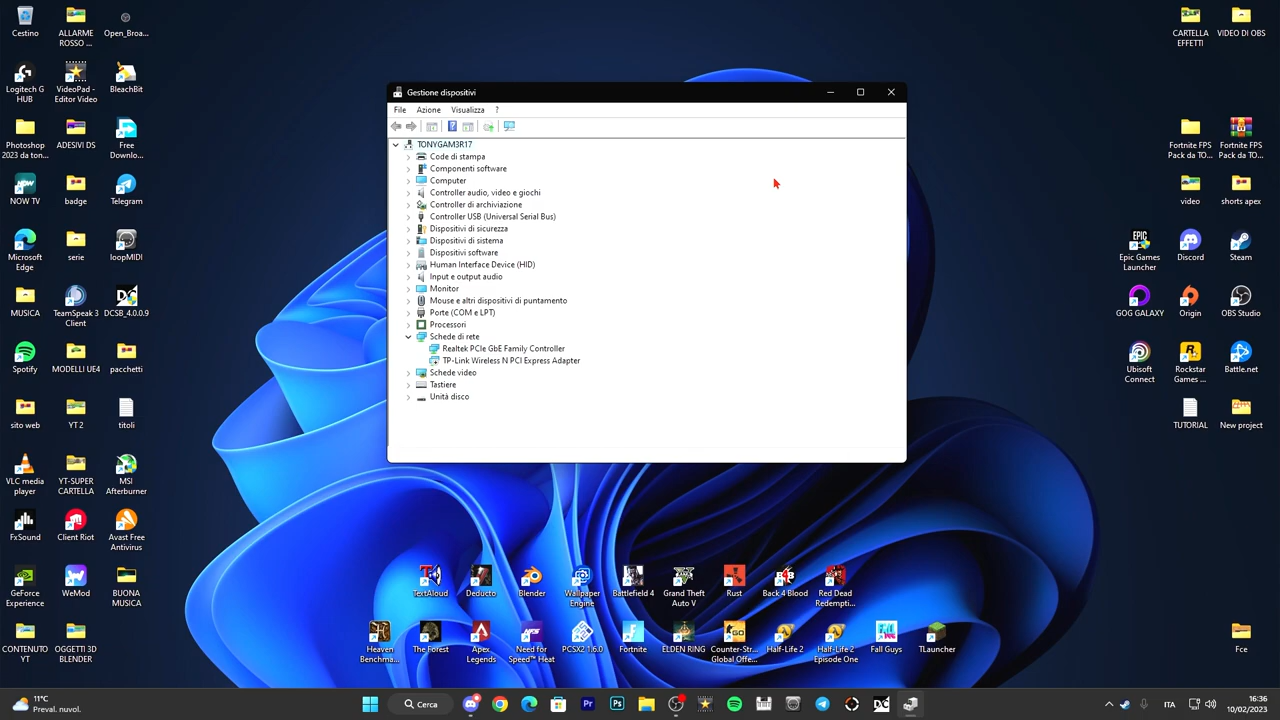 Cestino
ALLARME
ROSSO ...
Open_Broa...
Logitech G
HUB
VideoPad -
Editor Video
BleachBit
Photoshop
2023 da ton...
ADESIVI DS
Free
Downlo...
NOW TV
badge
Telegram
Microsoft
Edge
serie
loopMIDI
MUSICA
TeamSpeak 3
Client
DCSB_4.0.0.9
Spotify
MODELLI UE4
pacchetti
sito web
YT 2
titoli
VLC media
player
YT-SUPER
CARTELLA
MSI
Afterburner
FxSound
Client Riot
Avast Free
Antivirus
GeForce
Experience
WeMod
BUONA
MUSICA
CONTENUTO
YT
OGGETTI 3D
BLENDER
Gestione dispositivi
File Azione Visualizza ?
TONYGAM3R17
Code di stampa
Componenti software
Computer
Controller audio, video e giochi
Controller di archiviazione
Controller USB (Universal Serial Bus)
Dispositivi di sicurezza
Dispositivi di sistema
Dispositivi software
Human Interface Device (HID)
Input e output audio
Monitor
Mouse e altri dispositivi di puntamento
Porte (COM e LPT)
Processori
Schede di rete
Realtek PCIe GbE Family Controller
TP-Link Wireless N PCI Express Adapter
Schede video
Tastiere
Unità disco
CARTELLA
EFFETTI
VIDEO DI OBS
Fortnite FPS
Pack da TO...
Fortnite FPS
Pack da TO...
video
shorts apex
Epic Games
Launcher
Discord
Steam
GOG GALAXY
Origin
OBS Studio
Ubisoft
Connect
Rockstar
Games ...
Battle.net
TUTORIAL
New project
TextAloud
Deducto
Blender
Wallpaper
Engine
Battlefield 4
Grand Theft
Auto V
Rust
Back 4 Blood
Red Dead
Redempti...
Heaven
Benchma...
The Forest
Apex
Legends
Need for
Speed™ Heat
PCSX2 1.6.0
Fortnite
ELDEN RING
Counter-Str...
Global Offe...
Half-Life 2
Half-Life 2
Episode One
Fall Guys
TLauncher
Fce
11°C
Preval. nuvol.
Cerca
ITA
16:36
10/02/2023